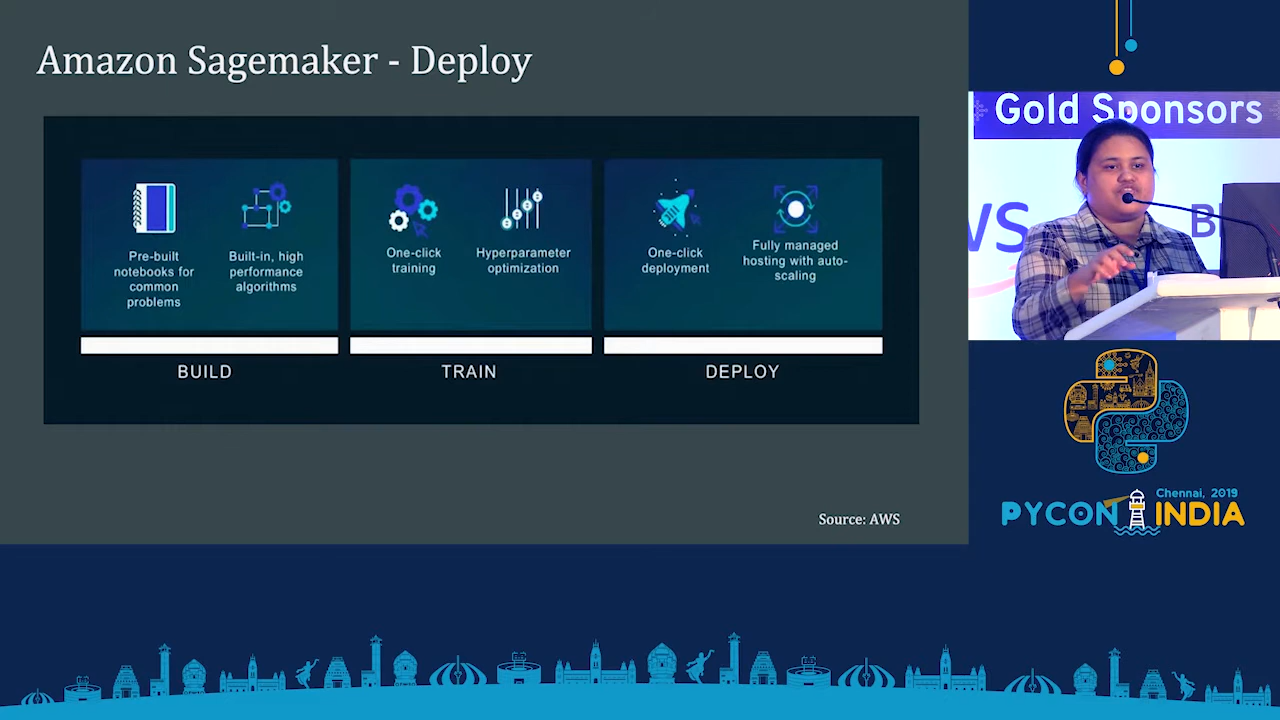 Amazon Sagemaker - Deploy
Pre-built
notebooks for
common
problems
Built-in, high
performance
algorithms
One-click
training
Hyperparameter
optimization
One-click
deployment
Fully managed
hosting with auto-
scaling
BUILD
TRAIN
DEPLOY
Source: AWS
Gold Sponsors
WS
B
Chennai, 2019
PYCON INDIA